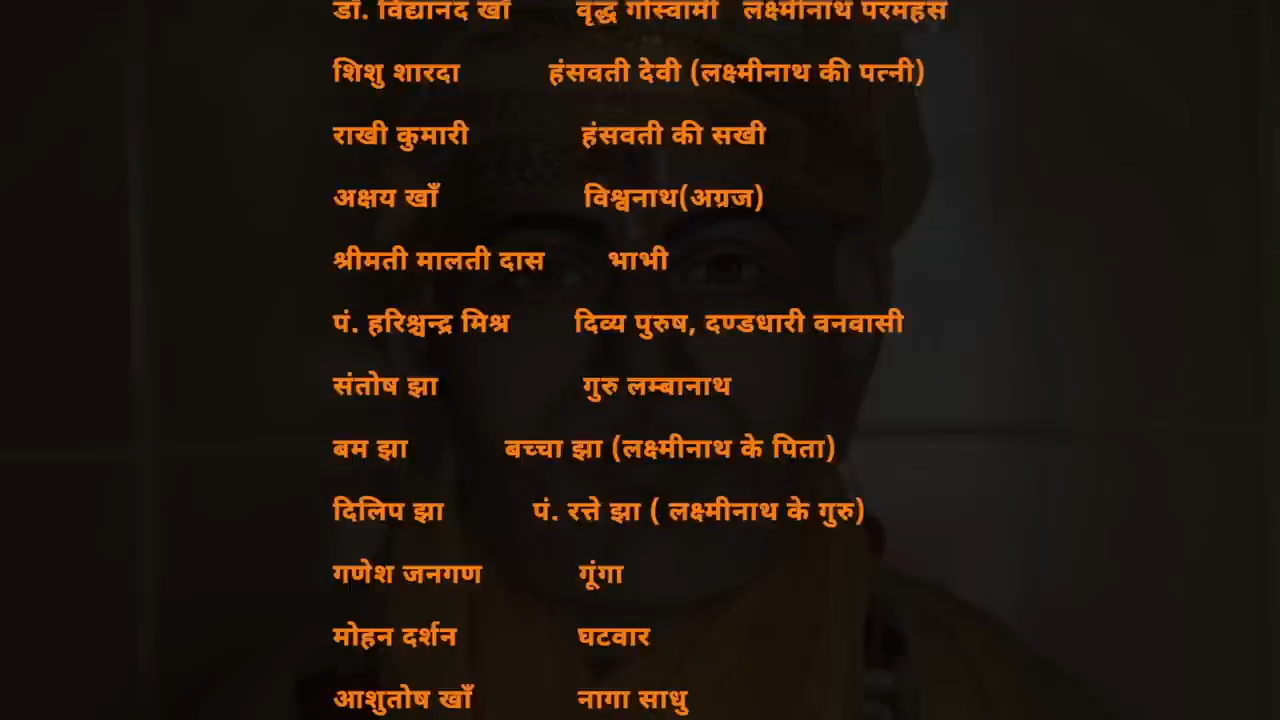 डॉ. विद्यानंद खाँ वृद्ध गोस्वामी लक्ष्मीनाथ परमहंस
शिशु शारदा हंसवती देवी (लक्ष्मीनाथ की पत्नी)
राखी कुमारी हंसवती की सखी
अक्षय खाँ विश्वनाथ(अग्रज)
श्रीमती मालती दास भाभी
पं. हरिश्चन्द्र मिश्र दिव्य पुरुष, दण्डधारी वनवासी
संतोष झा गुरु लम्बानाथ
बम झा बच्चा झा (लक्ष्मीनाथ के पिता)
दिलिप झा पं. रत्ते झा ( लक्ष्मीनाथ के गुरु)
गणेश जनगण गूंगा
मोहन दर्शन घटवार
आशुतोष खाँ नागा साधु